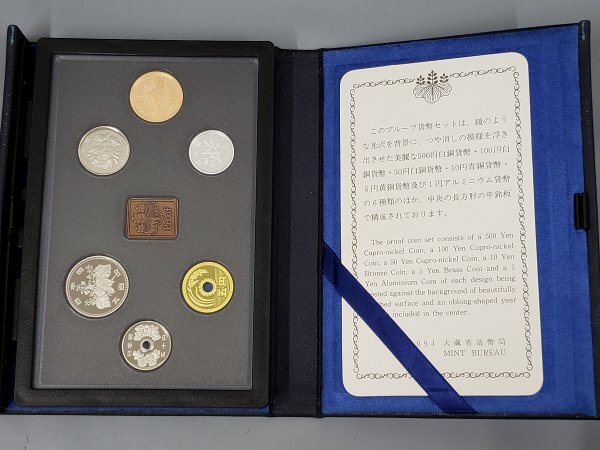 このプルーフ貨幣セットは、鏡のよう
な光沢を背景に、つや消しの模様を浮き
出させた美麗な500円白銅貨幣・100円白
銅貨幣・50円白銅貨幣・10円青銅貨幣・
5円黄銅貨幣及び1円アルミニウム貨幣
の6種類のほか、中央の長方形の年銘板
で構成されております。
The proof coin set consists of a 500 Yen
Cupro-nickel Coin, a 100 Yen Cupro-nickel
Coin, a 50 Yen Cupro-nickel Coin, a 10 Yen
Bronze Coin, a 5 Yen Brass Coin and a 1
Yen Aluminium Coin of each design being
against the background of beautifully
surface and an oblong-shaped year
included in the center.
大蔵省造幣局
MINT BUREAU
Proof
日本国
五十円